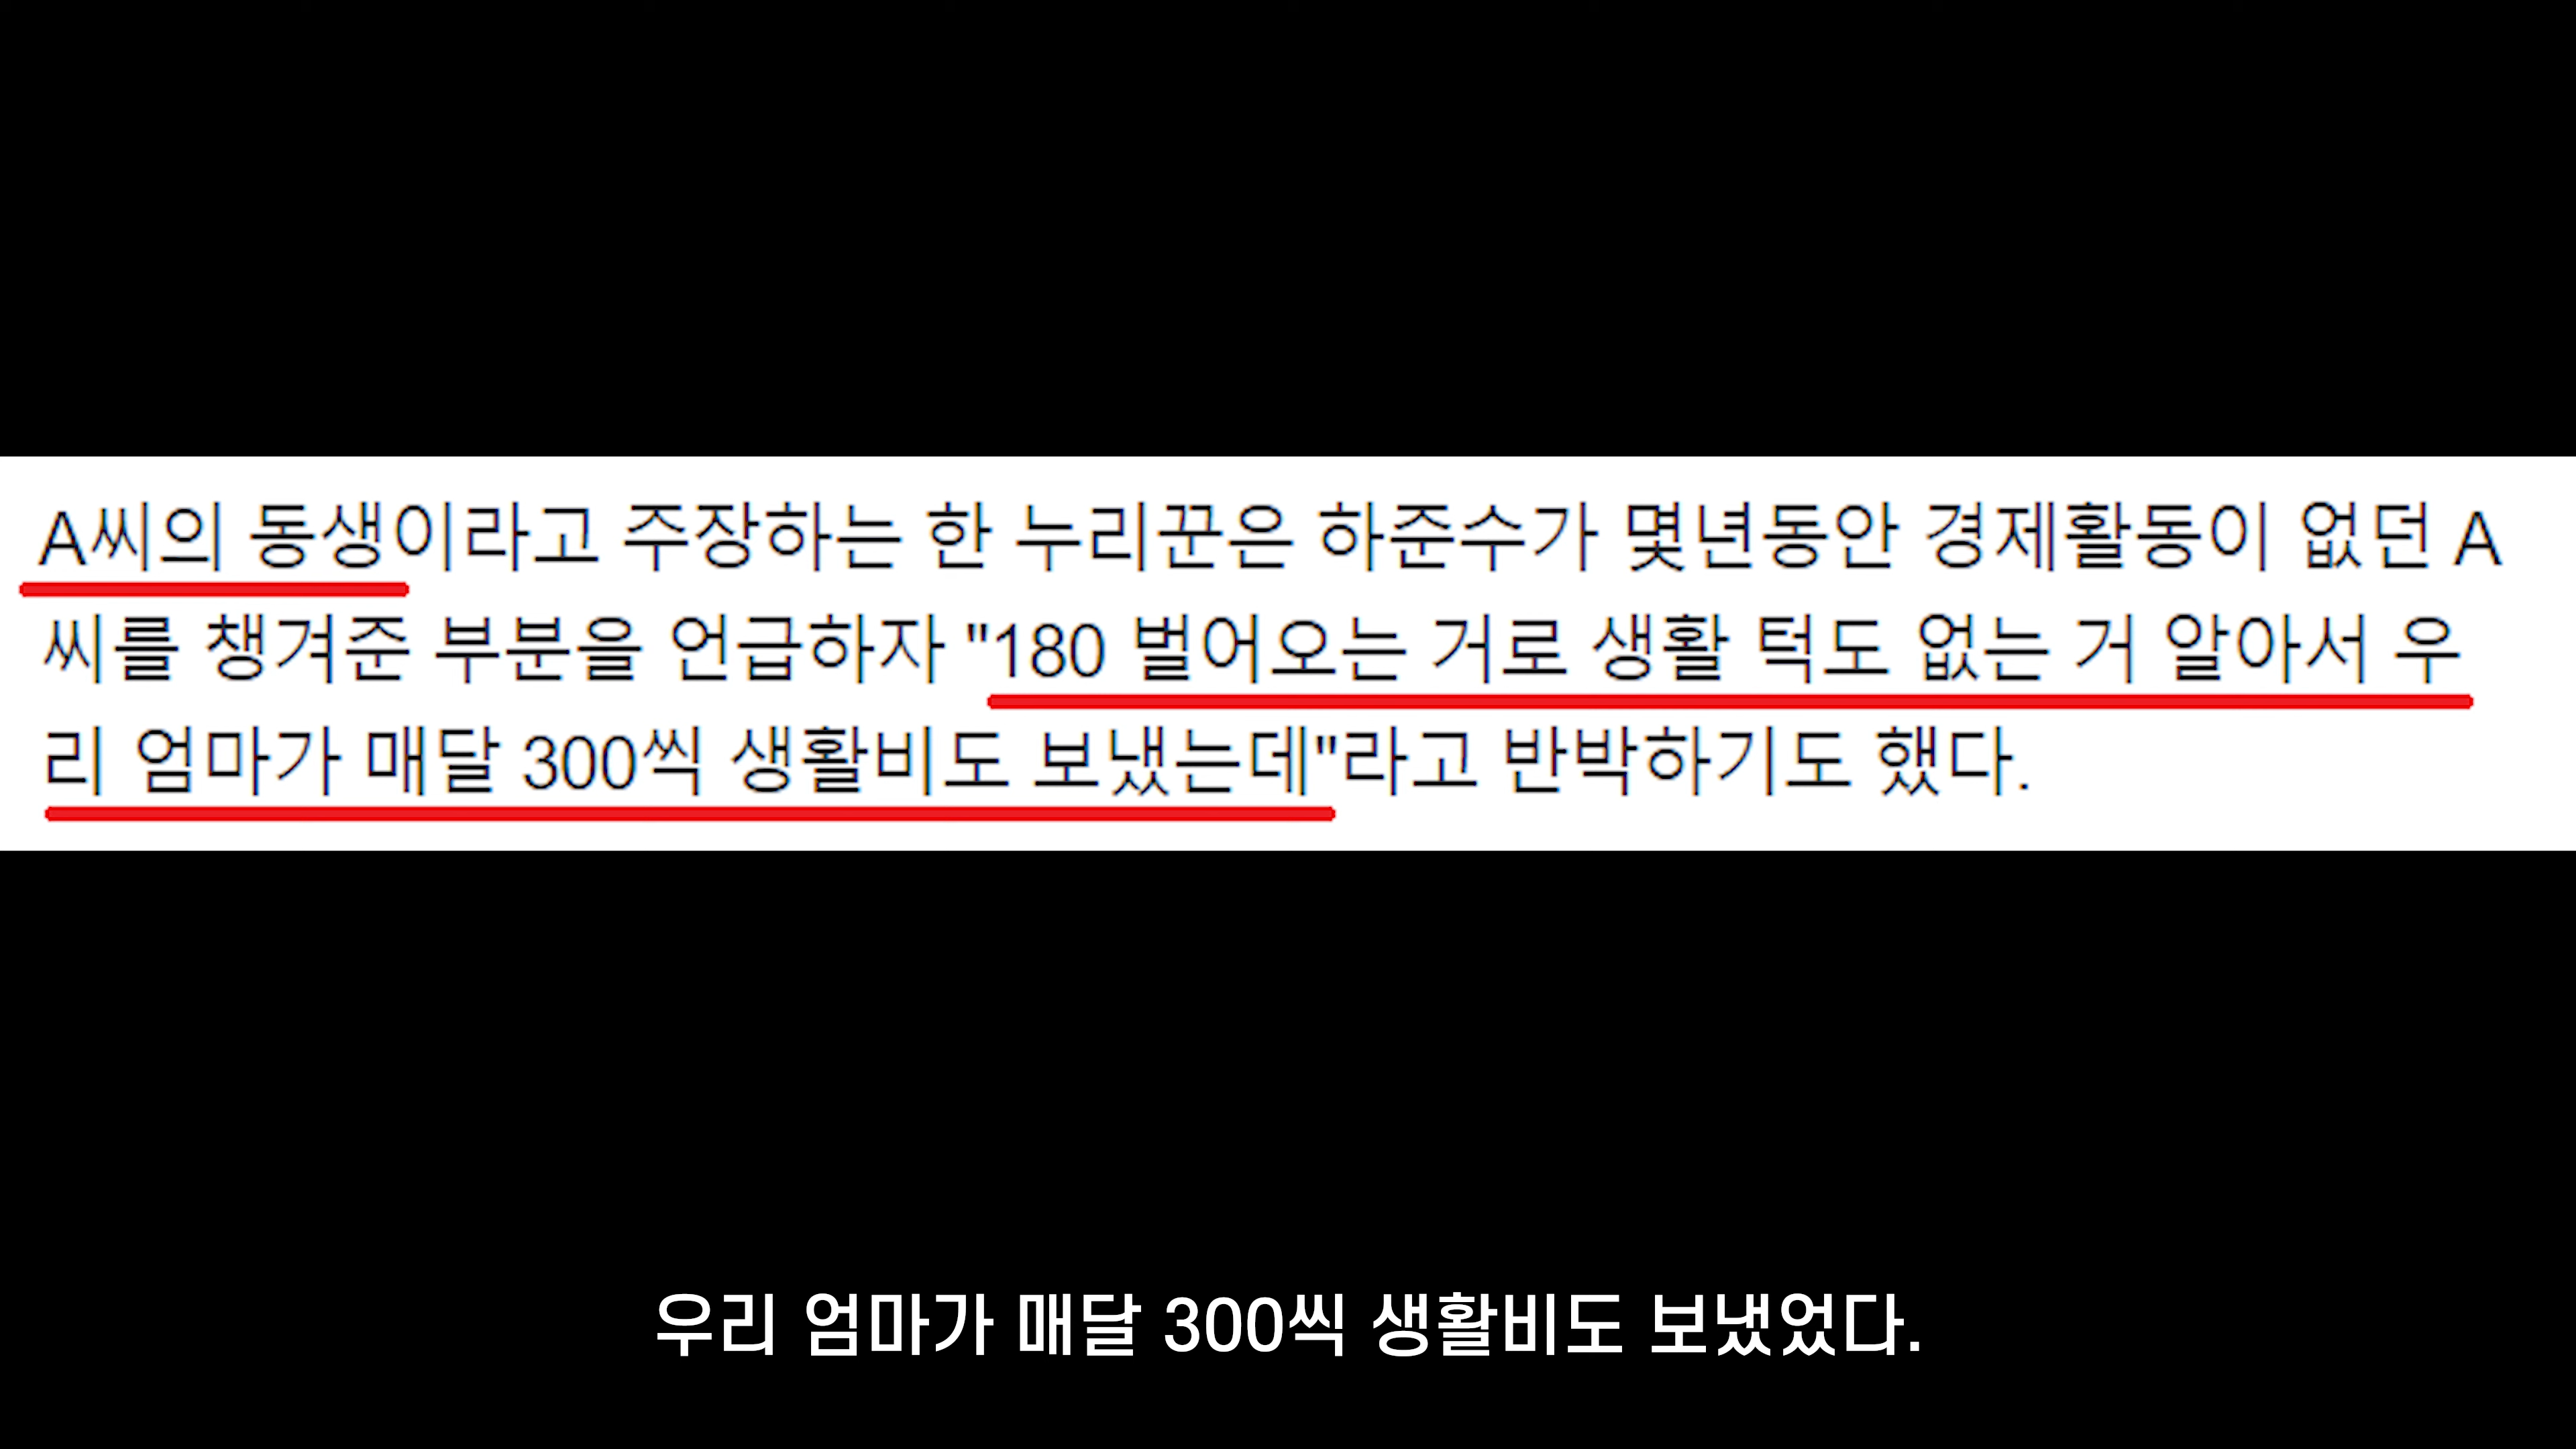 A씨의 동생이라고 주장하는 한 누리꾼은 하준수가 몇년동안 경제활동이 없던 A
씨를 챙겨준 부분을 언급하자 "180 벌어오는 거로 생활 턱도 없는 거 알아서 우
리 엄마가 매달 300씩 생활비도 보냈는데"라고 반박하기도 했다.
우리 엄마가 매달 300씩 생활비도 보냈었다.